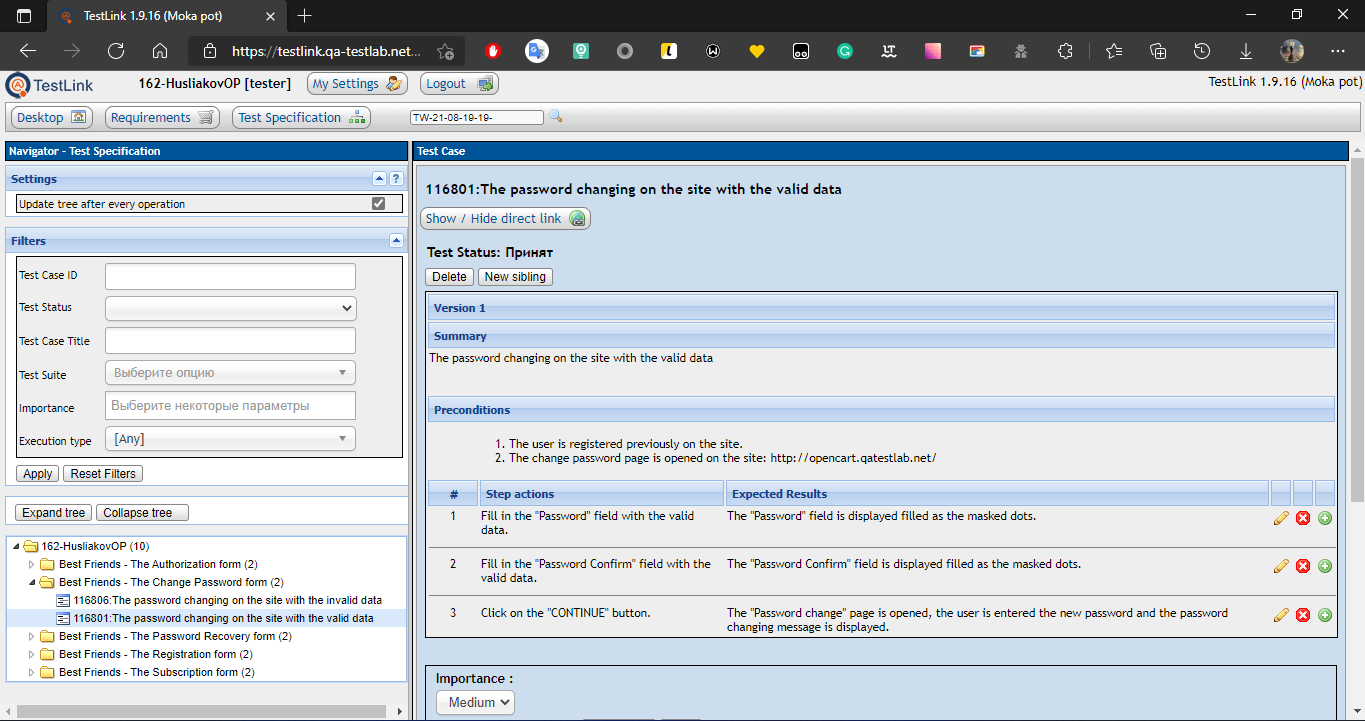 TestLink 1.9.16 (Moka pot)
https://testlink.qa-testlab.net...
TestLink
162-HusliakovOP [tester]
My Settings
Logout
TestLink 1.9.16 (Moka pot)
Desktop
Requirements
Test Specification
TW-21-08-19-19-
Navigator - Test Specification
Settings
?
Update tree after every operation
Filters
Test Case ID
Test Status
Test Case Title
Test Suite
Выберите опцию
Importance
Выберите некоторые параметры
Execution type
[Any]
Apply
Reset Filters
Expand tree
Collapse tree
162-HusliakovOP (10)
Best Friends - The Authorization form (2)
Best Friends - The Change Password form (2)
116806:The password changing on the site with the invalid data
116801:The password changing on the site with the valid data
Best Friends - The Password Recovery form (2)
Best Friends - The Registration form (2)
Best Friends - The Subscription form (2)
Test Case
116801:The password changing on the site with the valid data
Show / Hide direct link
Test Status: Принят
Delete
New sibling
Version 1
Summary
The password changing on the site with the valid data
Preconditions
1. The user is registered previously on the site.
2. The change password page is opened on the site: http://opencart.qatestlab.net/
# Step actions Expected Results
1 Fill in the "Password" field with the valid The "Password" field is displayed filled as the masked dots.
data.
2 Fill in the "Password Confirm" field with the The "Password Confirm" field is displayed filled as the masked dots.
valid data.
3 Click on the "CONTINUE" button. The "Password change" page is opened, the user is entered the new password and the password
changing message is displayed.
Importance :
Medium